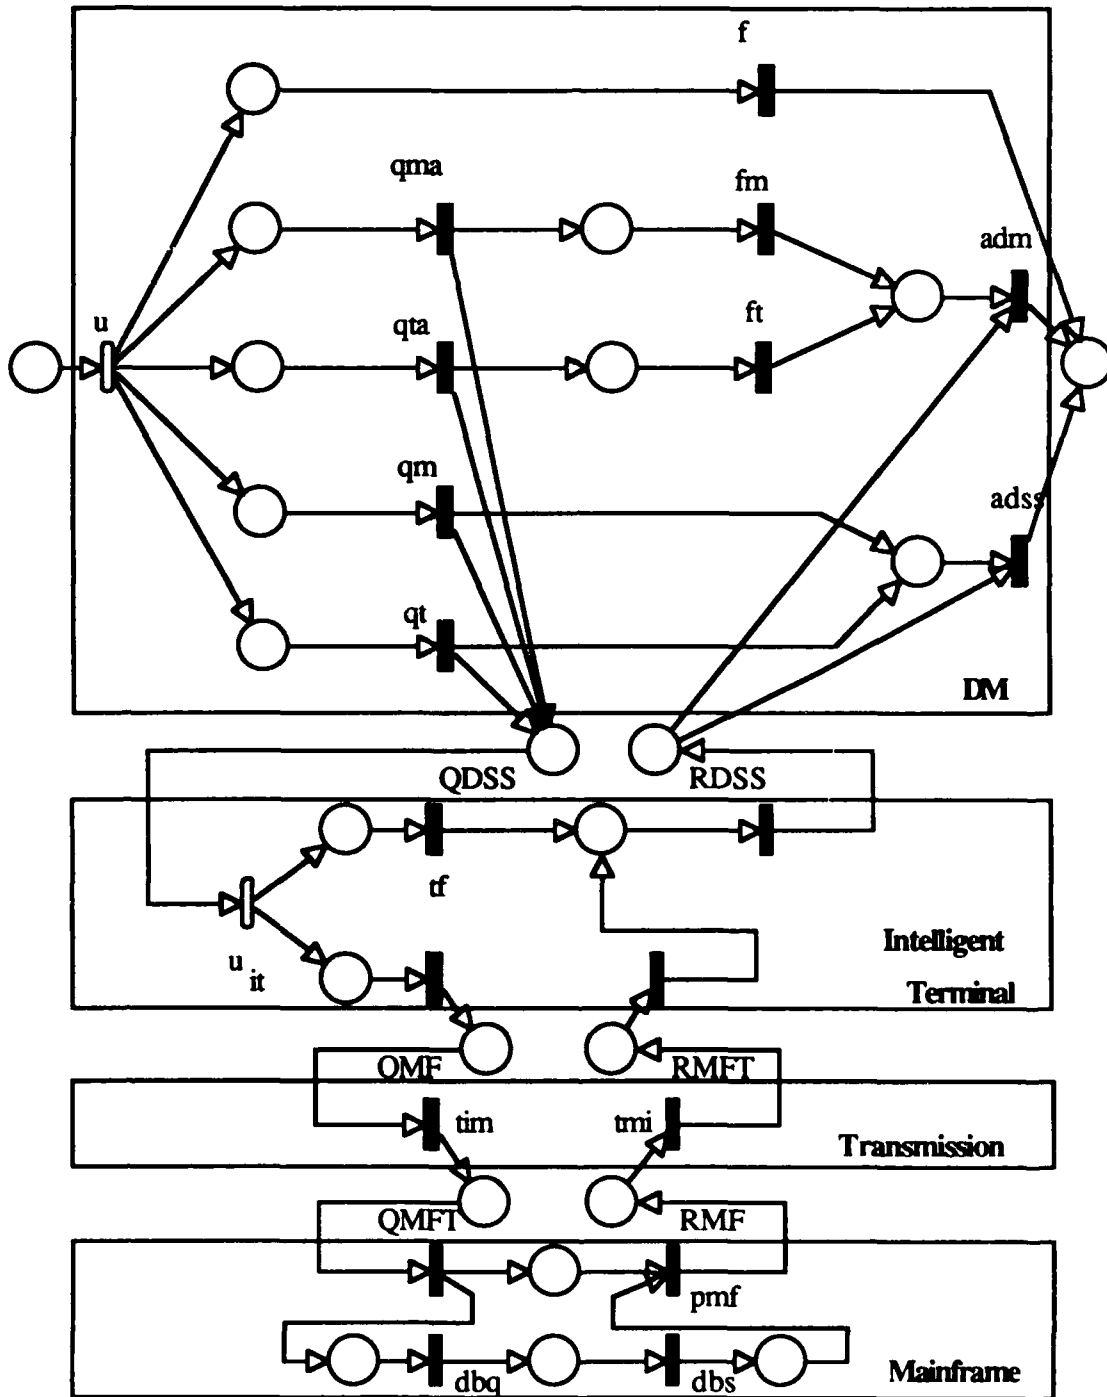 f
qma
fm
adm
u
qta
ft
qm
adss
qt
DM
QDSS
RDSS
tf
Intelligent
u it
Terminal
QMF
RMFT
tim
tmi
Transmission
QMFT
RMF
pmf
dbq
dbs
Mainframe